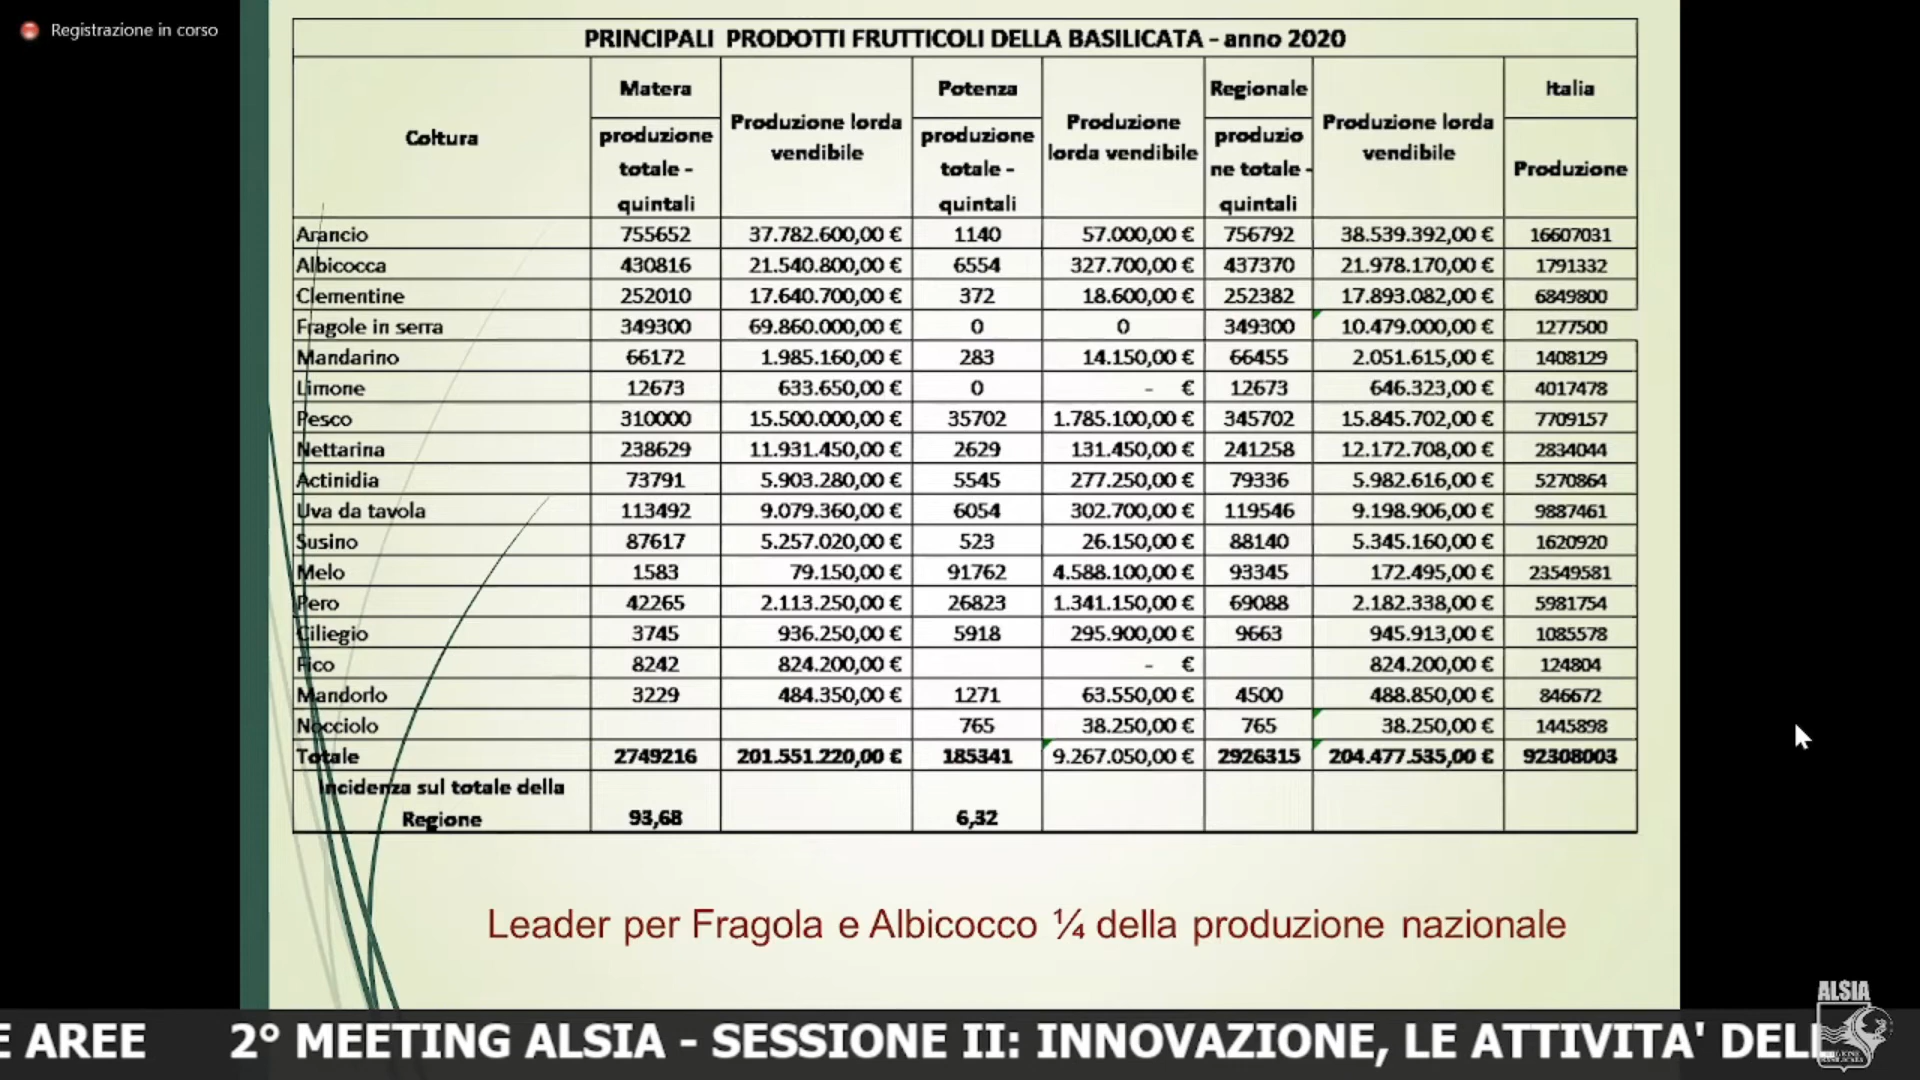 Registrazione in corso
PRINCIPALI PRODOTTI FRUTTICOLI DELLA BASILICATA - anno 2020
Coltura Matera Produzione lorda vendibile Potenza Produzione lorda vendibile Regionale Produzione lorda vendibile Italia
produzione totale - quintali produzione totale - quintali produzio ne totale - quintali Produzione
Arancio 755652 37.782.600,00 € 1140 57.000,00 € 756792 38.539.392,00 € 16607031
Albicocca 430816 21.540.800,00 € 6554 327.700,00 € 437370 21.978.170,00 € 1791332
Clementine 252010 17.640.700,00 € 372 18.600,00 € 252382 17.893.082,00 € 6849800
Fragole in serra 349300 69.860.000,00 € 0 0 349300 10.479.000,00 € 1277500
Mandarino 66172 1.985.160,00 € 283 14.150,00 € 66455 2.051.615,00 € 1408129
Limone 12673 633.650,00 € 0 - € 12673 646.323,00 € 4017478
Pesco 310000 15.500.000,00 € 35702 1.785.100,00 € 345702 15.845.702,00 € 7709157
Nettarina 238629 11.931.450,00 € 2629 131.450,00 € 241258 12.172.708,00 € 2834044
Actinidia 73791 5.903.280,00 € 5545 277.250,00 € 79336 5.982.616,00 € 5270864
Uva da tavola 113492 9.079.360,00 € 6054 302.700,00 € 119546 9.198.906,00 € 9887461
Susino 87617 5.257.020,00 € 523 26.150,00 € 88140 5.345.160,00 € 1620920
Melo 1583 79.150,00 € 91762 4.588.100,00 € 93345 172.495,00 € 23549581
Pero 42265 2.113.250,00 € 26823 1.341.150,00 € 69088 2.182.338,00 € 5981754
Ciliegio 3745 936.250,00 € 5918 295.900,00 € 9663 945.913,00 € 1085578
Fico 8242 824.200,00 € - € 824.200,00 € 124804
Mandorlo 3229 484.350,00 € 1271 63.550,00 € 4500 488.850,00 € 846672
Nocciolo 765 38.250,00 € 765 38.250,00 € 1445898
Totale 2749216 201.551.220,00 € 185341 9.267.050,00 € 2926315 204.477.535,00 € 92308003
Incidenza sul totale della
Regione 93,68 6,32
Leader per Fragola e Albicocco ¼ della produzione nazionale
E AREE 2° MEETING ALSIA - SESSIONE II: INNOVAZIONE, LE ATTIVITA' DELL
ALSIA